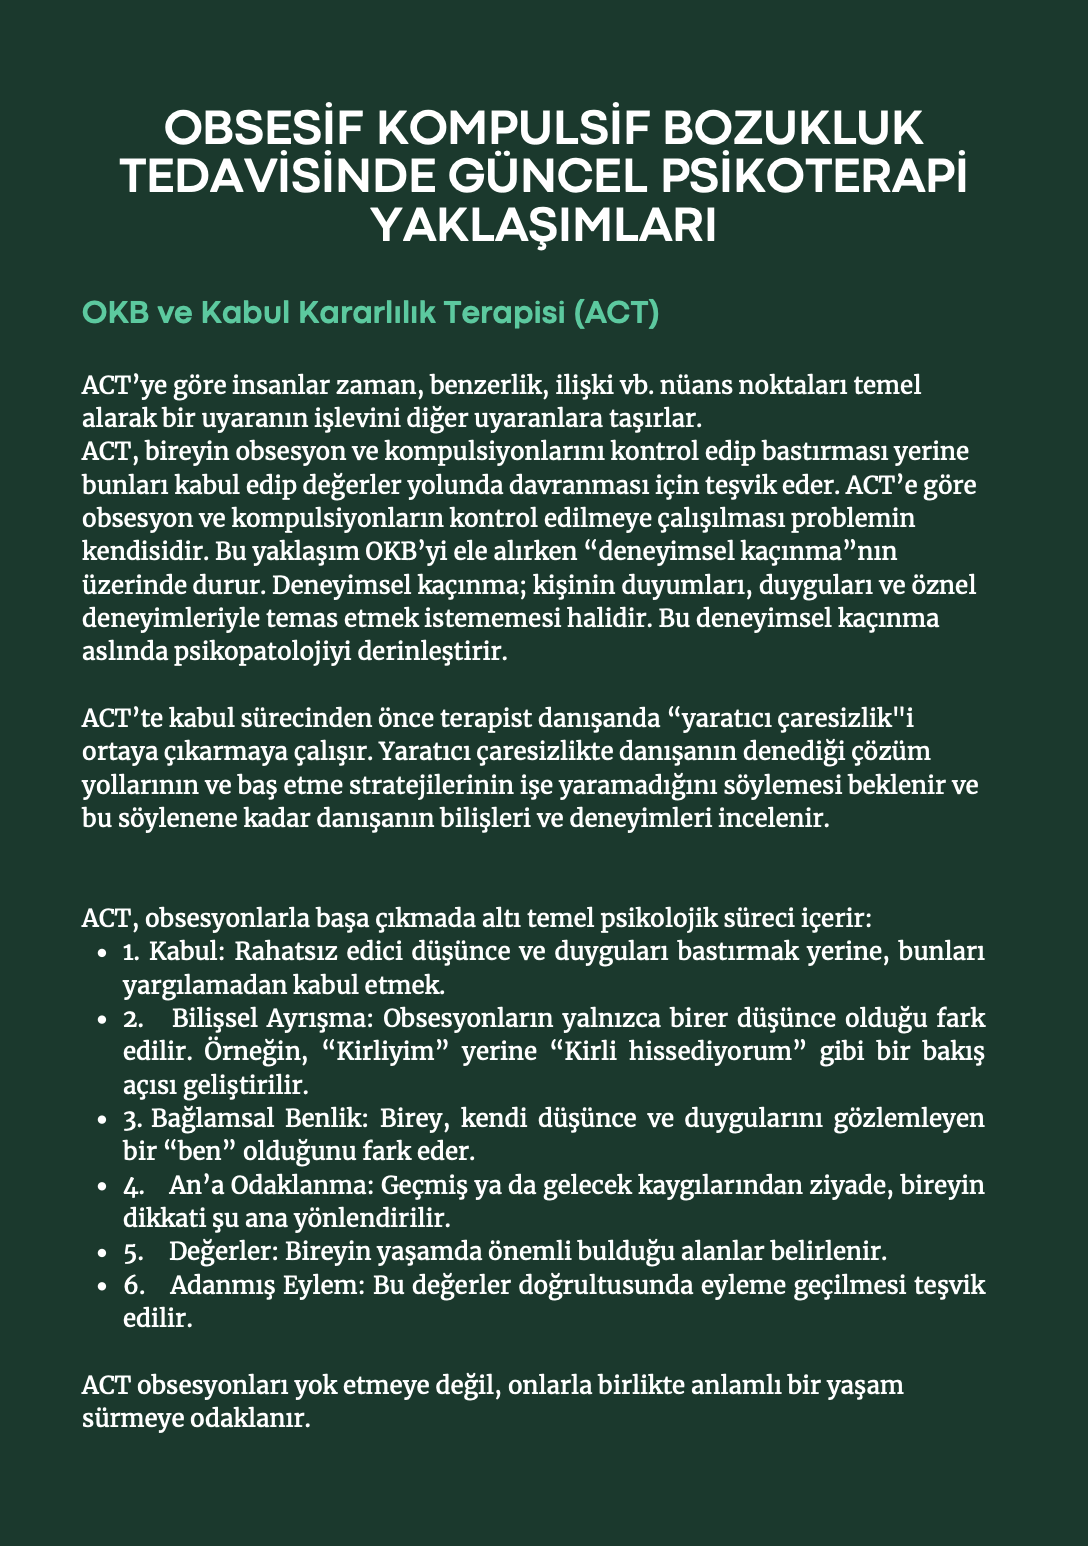 OBSESİF KOMPULSİF BOZUKLUK
TEDAVİSİNDE GÜNCEL PSİKOTERAPİ
YAKLAŞIMLARI
OKB ve Kabul Kararlılık Terapisi (ACT)
ACT’ye göre insanlar zaman, benzerlik, ilişki vb. nüans noktaları temel
alarak bir uyaranın işlevini diğer uyaranlara taşırlar.
ACT, bireyin obsesyon ve kompulsiyonlarını kontrol edip bastırması yerine
bunları kabul edip değerler yolunda davranması için teşvik eder. ACT’e göre
obsesyon ve kompulsiyonların kontrol edilmeye çalışılması problemin
kendisidir. Bu yaklaşım OKB’yi ele alırken “deneyimsel kaçınma”nın
üzerinde durur. Deneyimsel kaçınma; kişinin duyumları, duyguları ve öznel
deneyimleriyle temas etmek istememesi halidir. Bu deneyimsel kaçınma
aslında psikopatolojiyi derinleştirir.
ACT’te kabul sürecinden önce terapist danışanda “yaratıcı çaresizlik"i
ortaya çıkarmaya çalışır. Yaratıcı çaresizlikte danışanın denediği çözüm
yollarının ve baş etme stratejilerinin işe yaramadığını söylemesi beklenir ve
bu söylenene kadar danışanın bilişleri ve deneyimleri incelenir.
ACT, obsesyonlarla başa çıkmada altı temel psikolojik süreci içerir:
• 1. Kabul: Rahatsız edici düşünce ve duyguları bastırmak yerine, bunları
yargılamadan kabul etmek.
• 2. Bilişsel Ayrışma: Obsesyonların yalnızca birer düşünce olduğu fark
edilir. Örneğin, “Kirliyim” yerine “Kirli hissediyorum” gibi bir bakış
açısı geliştirilir.
• 3. Bağlamsal Benlik: Birey, kendi düşünce ve duygularını gözlemleyen
bir “ben” olduğunu fark eder.
• 4. An’a Odaklanma: Geçmiş ya da gelecek kaygılarından ziyade, bireyin
dikkati şu ana yönlendirilir.
• 5. Değerler: Bireyin yaşamda önemli bulduğu alanlar belirlenir.
• 6. Adanmış Eylem: Bu değerler doğrultusunda eyleme geçilmesi teşvik
edilir.
ACT obsesyonları yok etmeye değil, onlarla birlikte anlamlı bir yaşam
sürmeye odaklanır.